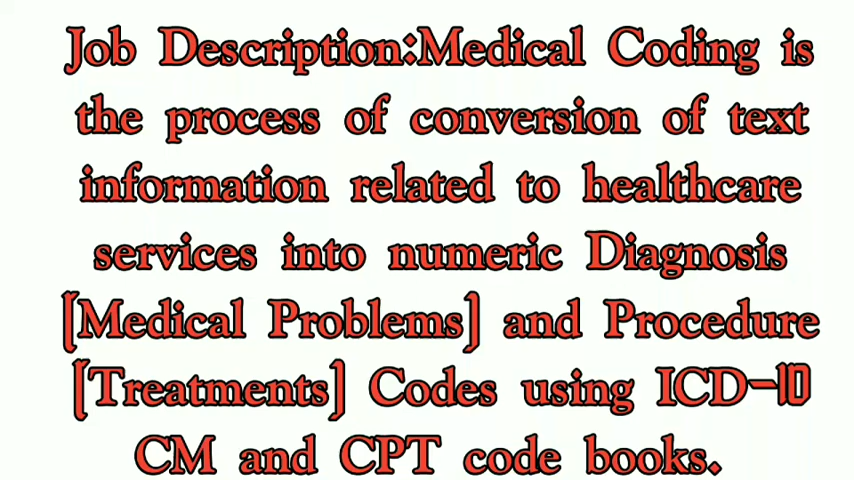 Job Description:Medical Coding is
the process of conversion of text
information related to healthcare
services into numeric Diagnosis
[Medical Problems] and Procedure
[Treatments] Codes using ICD-10
CM and CPT code books.